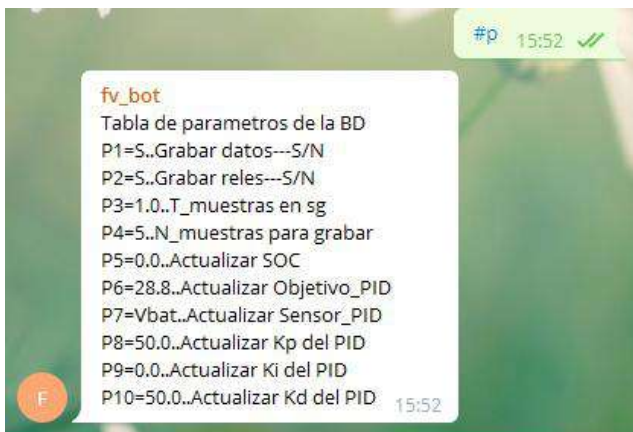 #p 15:52
fv_bot
Tabla de parametros de la BD
P1=S..Grabar datos---S/N
P2=S..Grabar reles---S/N
P3=1.0..T_muestras en sg
P4=5..N_muestras para grabar
P5=0.0..Actualizar SOC
P6=28.8..Actualizar Objetivo_PID
P7=Vbat..Actualizar Sensor_PID
P8=50.0..Actualizar Kp del PID
P9=0.0..Actualizar Ki del PID
P10=50.0..Actualizar Kd del PID 15:52
F